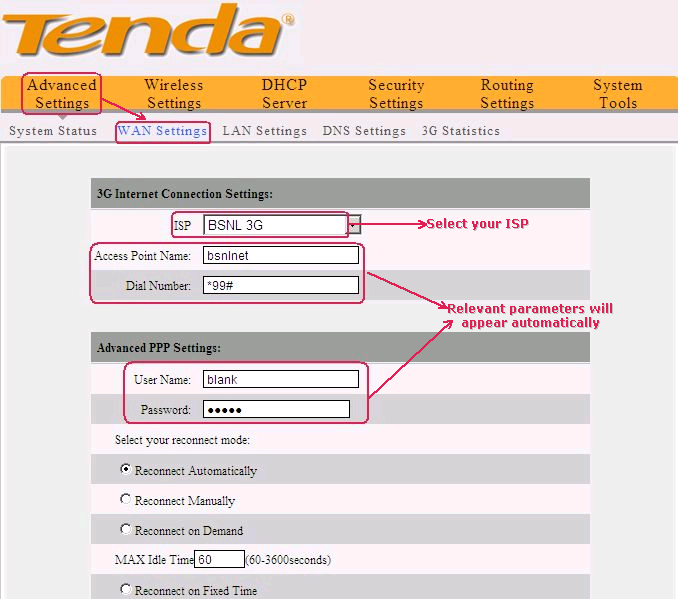 Tenda®
Advanced Settings
Wireless Settings
DHCP Server
Security Settings
Routing Settings
System Tools
System Status
WAN Settings
LAN Settings
DNS Settings
3G Statistics
3G Internet Connection Settings:
ISP BSNL 3G
Select your ISP
Access Point Name: bsnlnet
Dial Number: *99#
Relevant parameters will
appear automatically
Advanced PPP Settings:
User Name: blank
Password: ●●●●●
Select your reconnect mode:
Reconnect Automatically
Reconnect Manually
Reconnect on Demand
MAX Idle Time 60 (60-3600seconds)
Reconnect on Fixed Time